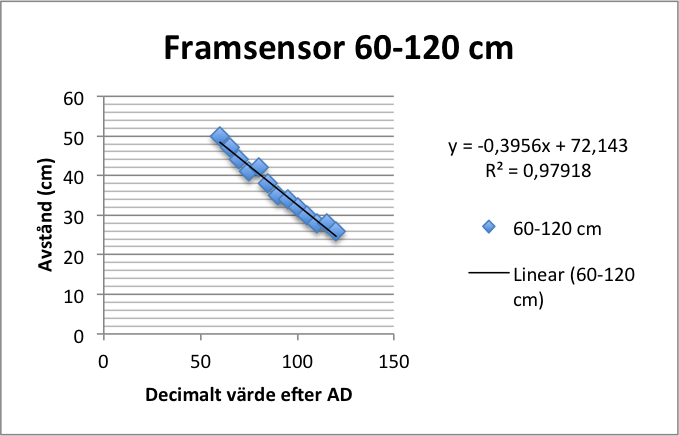 Framsensor 60-120 cm
60
50
40
30
20
10
0
Avstånd (cm)
0 50 100 150
Decimalt värde efter AD
y = -0,3956x + 72,143
R² = 0,97918
60-120 cm
Linear (60-120
cm)